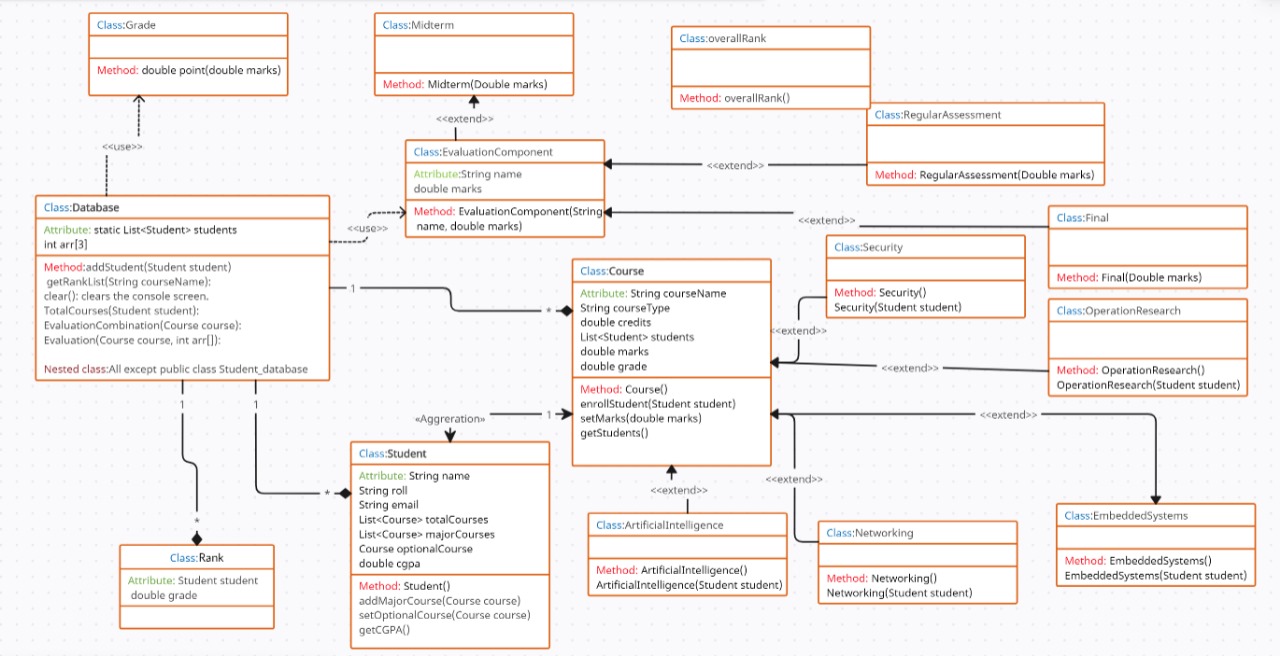 Class:Grade
Method: double point(double marks)
Class:Midterm
Method: Midterm(Double marks)
Class:overallRank
Method: overallRank()
Class:RegularAssessment
Method: RegularAssessment(Double marks)
<<extend>>
<<use>>
Class:EvaluationComponent
Attribute:String name
double marks
Method: EvaluationComponent(String
name, double marks)
<<extend>>
<<use>>
<<extend>>
Class:Database
Attribute: static List<Student> students
int arr[3]
Method:addStudent(Student student)
getRankList(String courseName):
clear(): clears the console screen.
TotalCourses(Student student):
EvaluationCombination(Course course):
Evaluation(Course course, int arr[]):
Nested class:All except public class Student_database
Class:Final
Method: Final(Double marks)
Class:Security
Method: Security()
Security(Student student)
Class:Course
Attribute: String courseName
String courseType
double credits
List<Student> students
double marks
double grade
Method: Course()
enrollStudent(Student student)
setMarks(double marks)
getStudents()
1
*
<<extend>>
<<extend>>
Class:OperationResearch
Method: OperationResearch()
OperationResearch(Student student)
1
1
«Aggreration»
1
<<extend>>
Class:Student
Attribute: String name
String roll
String email
List<Course> totalCourses
List<Course> majorCourses
Course optionalCourse
double cgpa
Method: Student()
addMajorCourse(Course course)
setOptionalCourse(Course course)
getCGPA()
<<extend>>
<<extend>>
*
*
Class:Rank
Attribute: Student student
double grade
Class:ArtificialIntelligence
Method: ArtificialIntelligence()
ArtificialIntelligence(Student student)
Class:Networking
Method: Networking()
Networking(Student student)
Class:EmbeddedSystems
Method: EmbeddedSystems()
EmbeddedSystems(Student student)